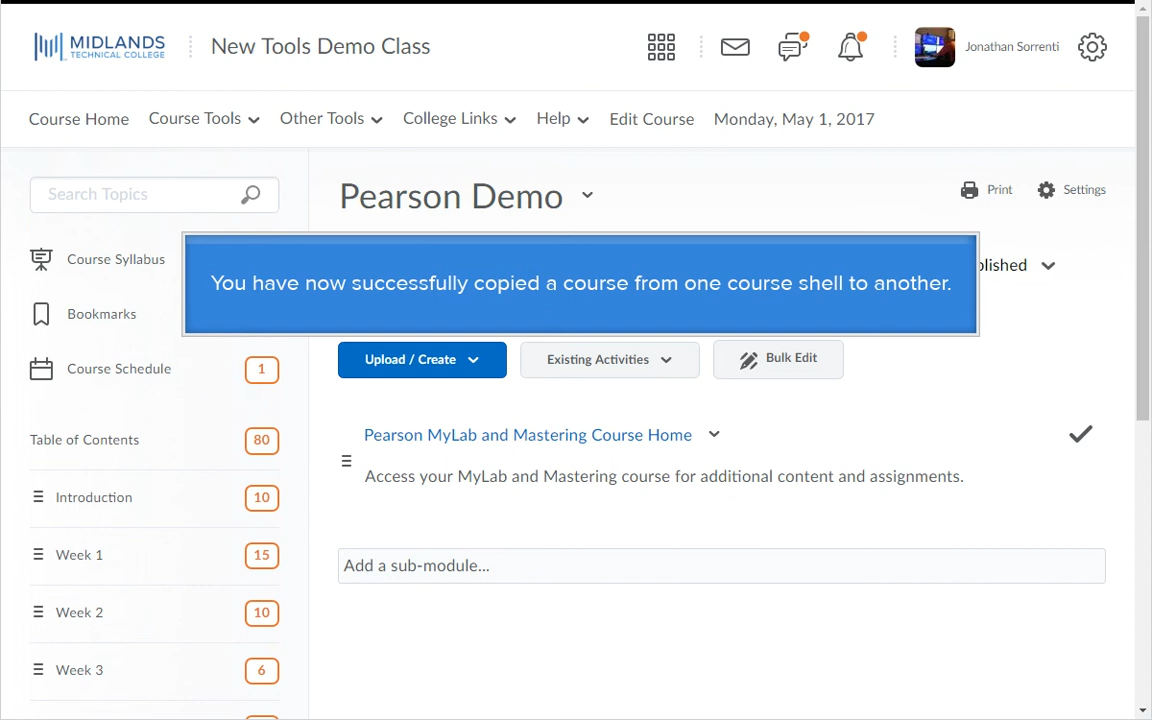 MIDLANDS
TECHNICAL COLLEGE
New Tools Demo Class
Jonathan Sorrenti
Course Home
Course Tools
Other Tools
College Links
Help
Edit Course
Monday, May 1, 2017
Search Topics
Pearson Demo
Print
Settings
Course Syllabus
You have now successfully copied a course from one course shell to another.
blished
Bookmarks
Course Schedule
1
Upload / Create
Existing Activities
Bulk Edit
Table of Contents
80
Pearson MyLab and Mastering Course Home
Access your MyLab and Mastering course for additional content and assignments.
Introduction
10
Week 1
15
Add a sub-module...
Week 2
10
Week 3
6